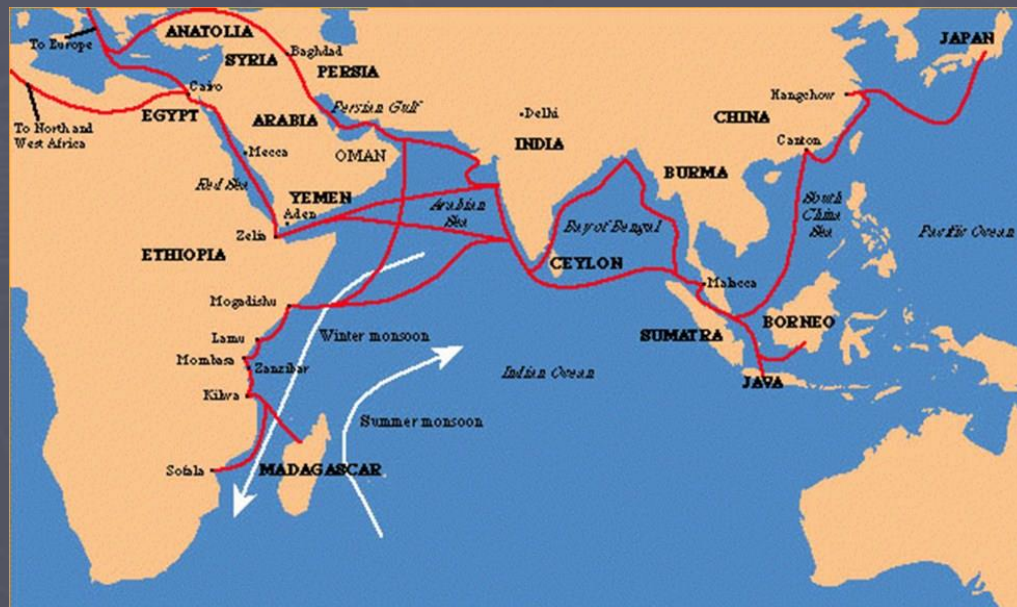 To Europe
ANATOLIA
SYRIA
Baghdad
PERSIA
JAPAN
Cairo
EGYPT
Persian Gulf
ARABIA
Delhi
INDIA
CHINA
Hangchow
To North and
West Africa
Mecca
OMAN
Canton
BURMA
Red Sea
YEMEN
Aden
Arabian
Sea
Bay of Bengal
South
China
Sea
Pacific Ocean
ETHIOPIA
CEYLON
Malacca
Mogadishu
Lamu
Winter monsoon
SUMATRA
BORNEO
Mombasa
Zanzibar
Indian Ocean
JAVA
Kilwa
Summer monsoon
Sofala
MADAGASCAR